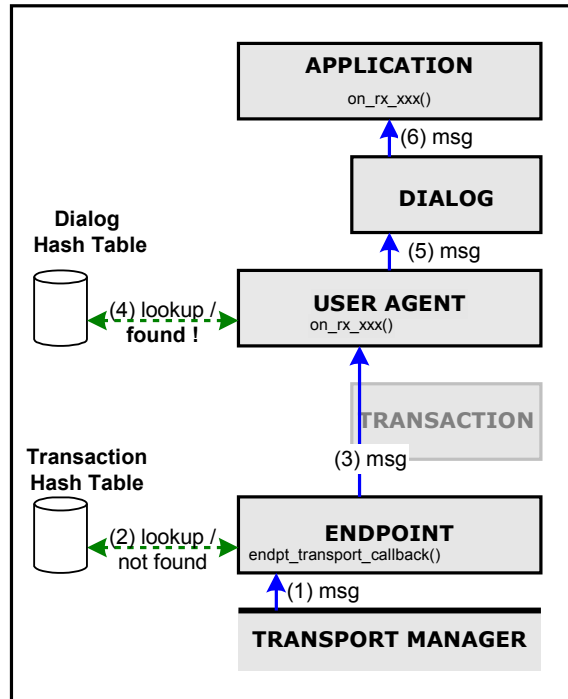 APPLICATION
on_rx_xxx()
(6) msg
DIALOG
Dialog
Hash Table
(5) msg
(4) lookup /
found !
USER AGENT
on_rx_xxx()
TRANSACTION
(3) msg
Transaction
Hash Table
(2) lookup /
not found
ENDPOINT
endpt_transport_callback()
(1) msg
TRANSPORT MANAGER